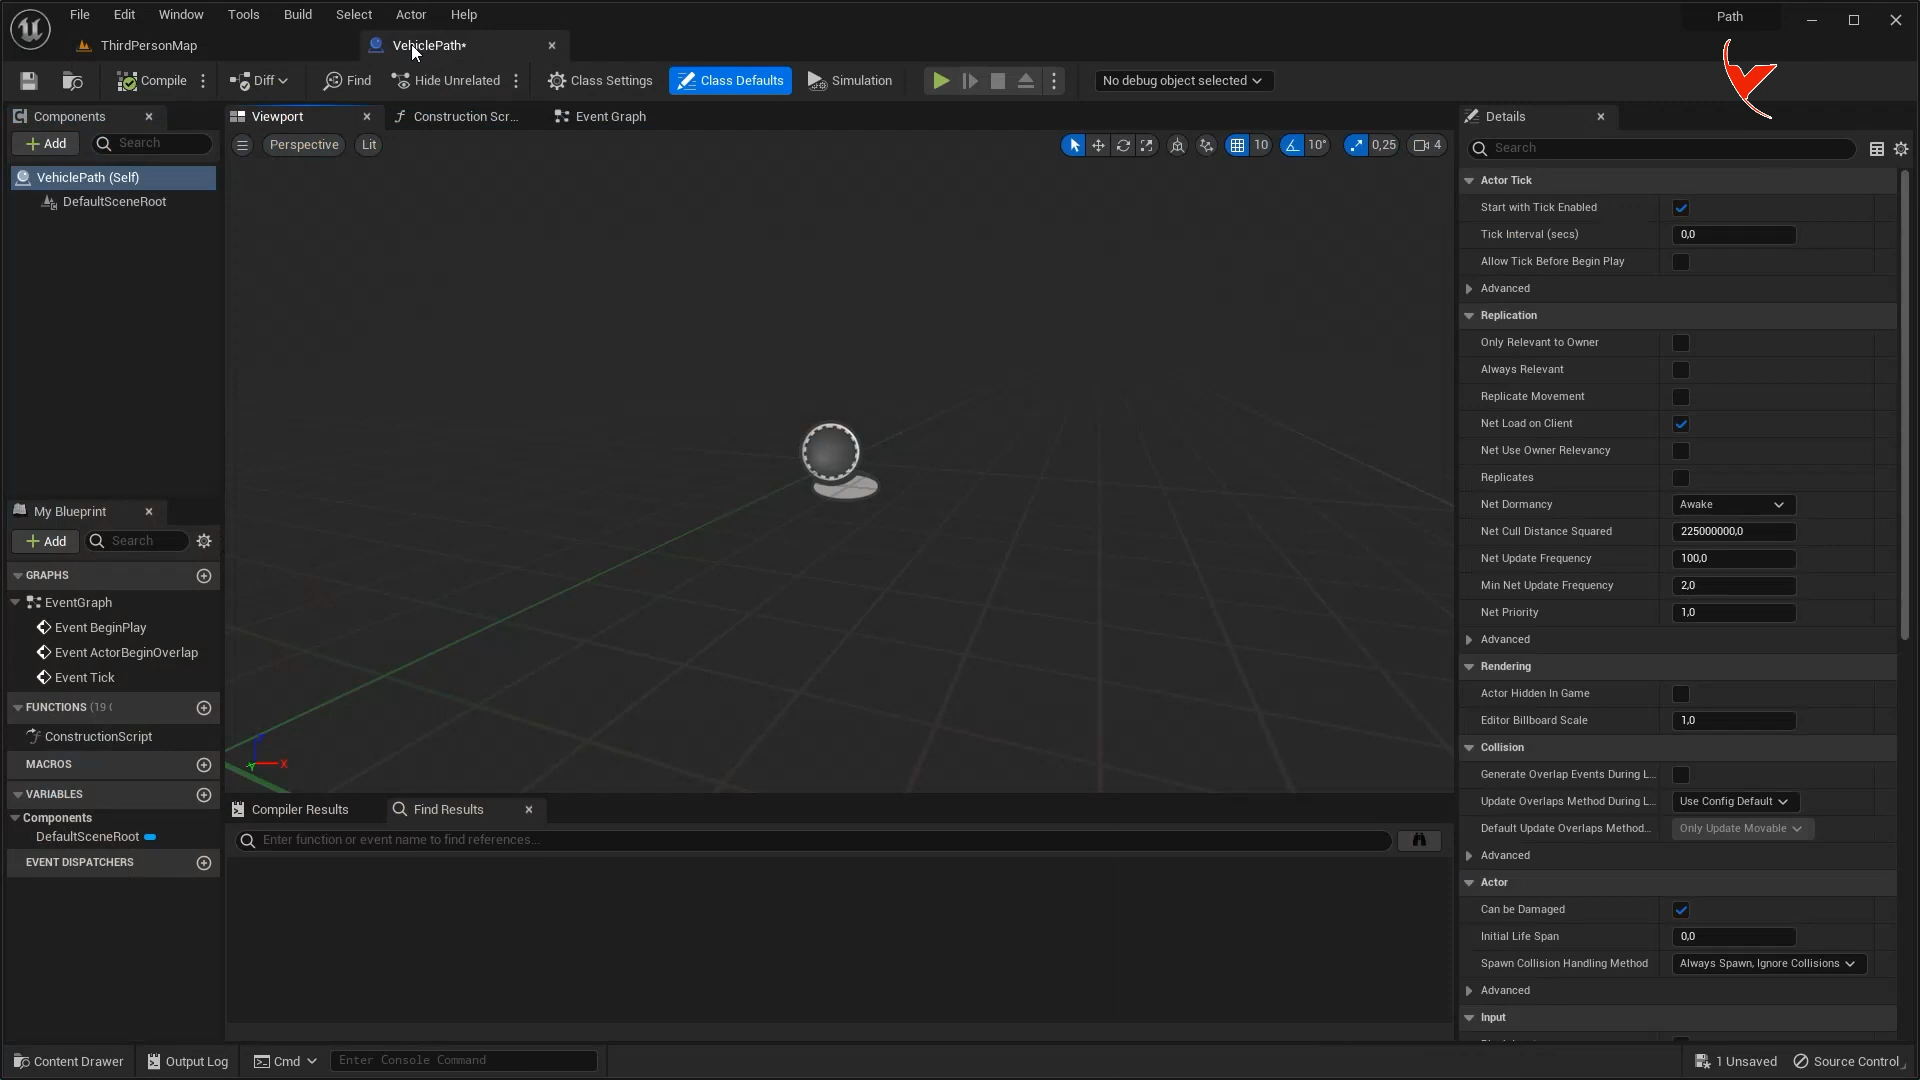 File Edit Window Tools Build Select Actor Help Path
ThirdPersonMap VehiclePath*
Compile Diff Find Hide Unrelated Class Settings Class Defaults Simulation No debug object selected
Components Viewport Construction Scr... Event Graph Details
Add Search Perspective Lit 10 10° 0,25 4 Search
VehiclePath (Self)
DefaultSceneRoot
Actor Tick
Start with Tick Enabled
Tick Interval (secs) 0,0
Allow Tick Before Begin Play
Advanced
Replication
Only Relevant to Owner
Always Relevant
Replicate Movement
Net Load on Client
Net Use Owner Relevancy
Replicates
Net Dormancy Awake
Net Cull Distance Squared 225000000,0
Net Update Frequency 100,0
Min Net Update Frequency 2,0
Net Priority 1,0
Advanced
Rendering
Actor Hidden In Game
Editor Billboard Scale 1,0
Collision
Generate Overlap Events During L...
Update Overlaps Method During L... Use Config Default
Default Update Overlaps Method... Only Update Movable
Advanced
Actor
Can be Damaged
Initial Life Span 0,0
Spawn Collision Handling Method Always Spawn, Ignore Collisions
Advanced
Input
My Blueprint
Add Search
GRAPHS
EventGraph
Event BeginPlay
Event ActorBeginOverlap
Event Tick
FUNCTIONS (19
ConstructionScript
MACROS
VARIABLES
Components
DefaultSceneRoot
EVENT DISPATCHERS
X
Compiler Results Find Results
Enter function or event name to find references...
Content Drawer Output Log Cmd Enter Console Command 1 Unsaved Source Control